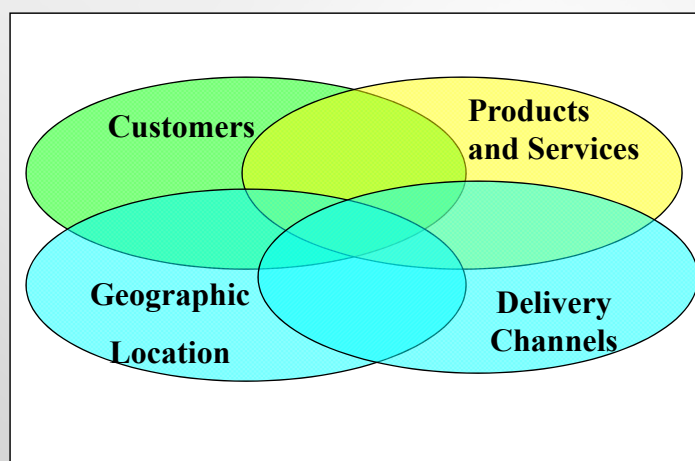 Customers
Products
and Services
Geographic
Location
Delivery
Channels